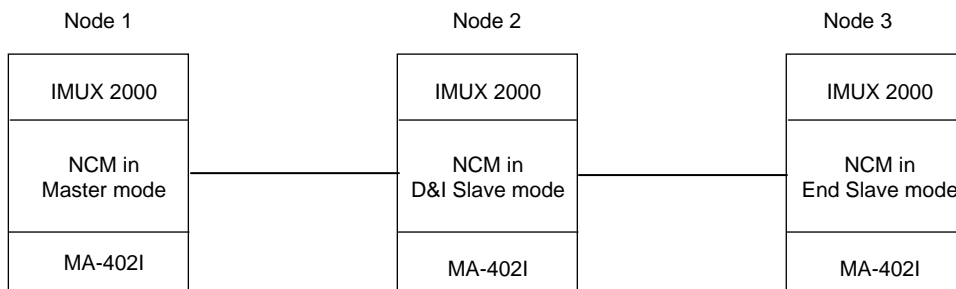 Node 1
Node 2
Node 3
IMUX 2000
IMUX 2000
IMUX 2000
NCM in
Master mode
NCM in
D&I Slave mode
NCM in
End Slave mode
MA-402I
MA-402I
MA-402I